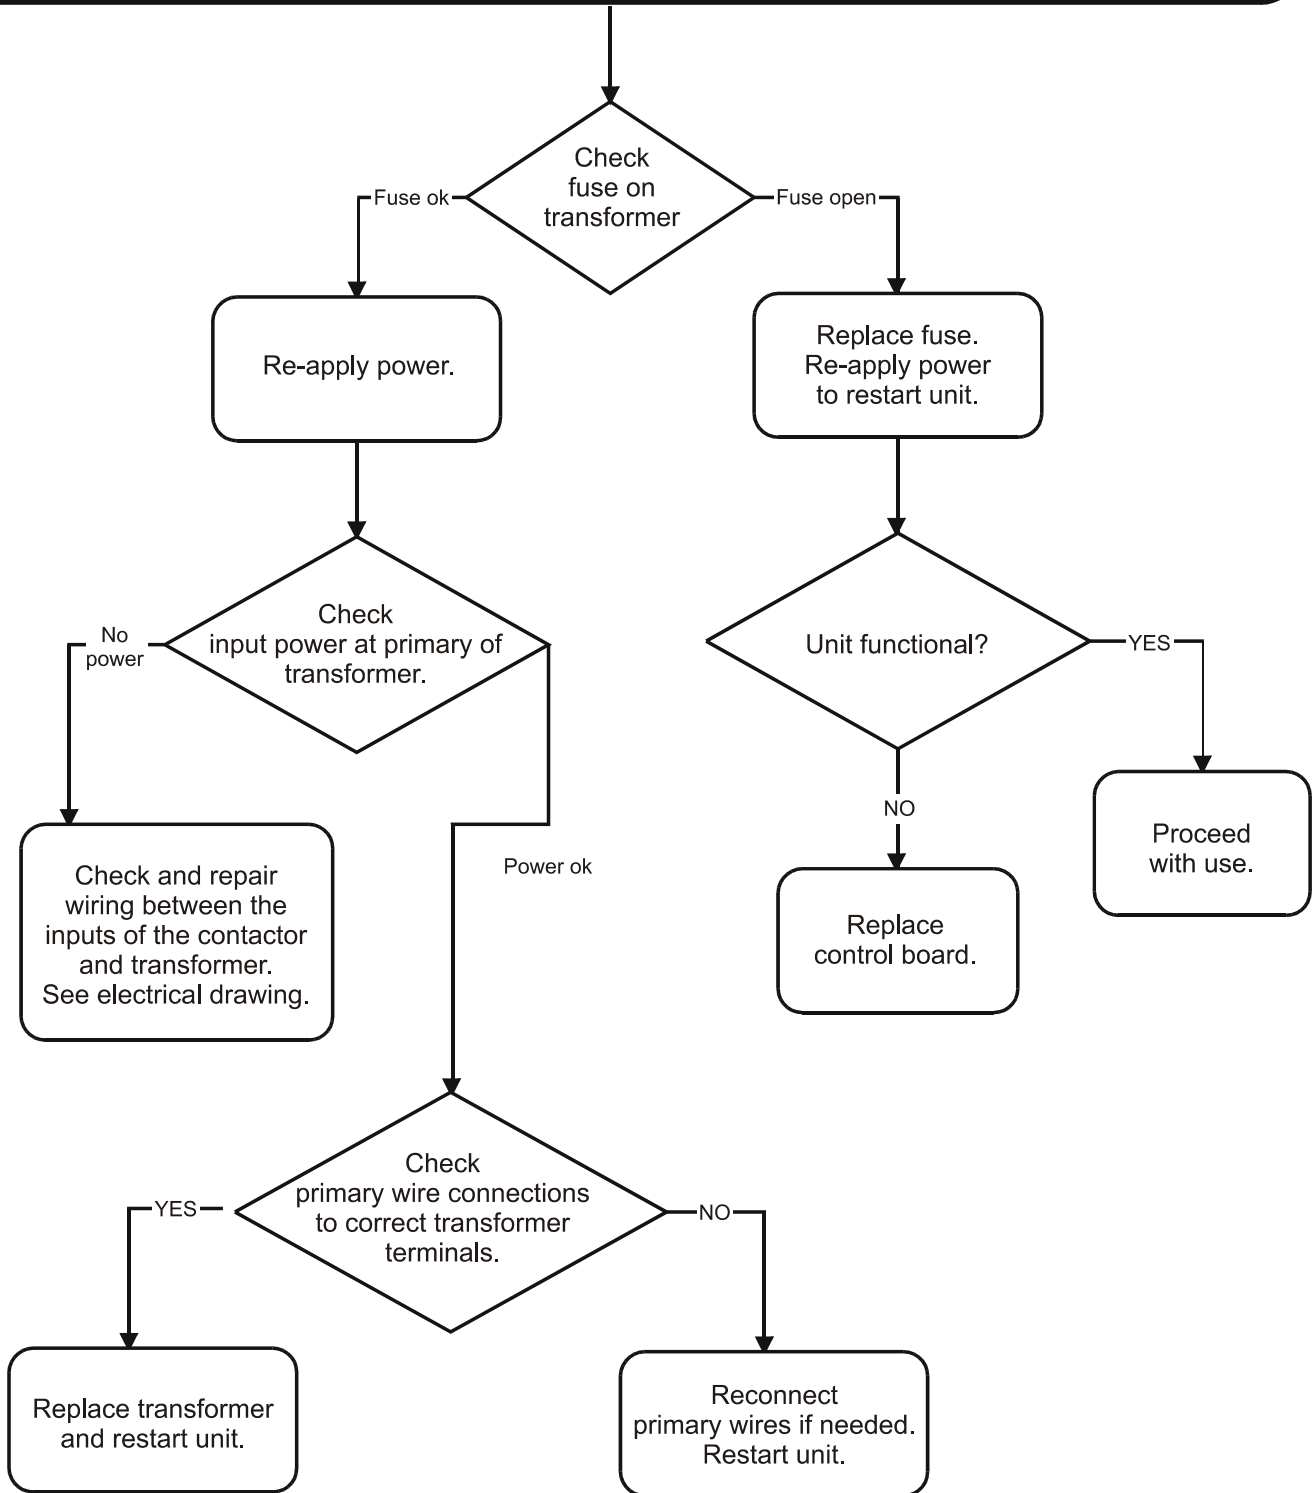 Check
fuse on
transformer
Fuse ok
Fuse open
Re-apply power.
Replace fuse.
Re-apply power
to restart unit.
Check
input power at primary of
transformer.
No
power
Unit functional?
YES
NO
Power ok
Check and repair
wiring between the
inputs of the contactor
and transformer.
See electrical drawing.
Replace
control board.
Proceed
with use.
Check
primary wire connections
to correct transformer
terminals.
YES
NO
Replace transformer
and restart unit.
Reconnect
primary wires if needed.
Restart unit.